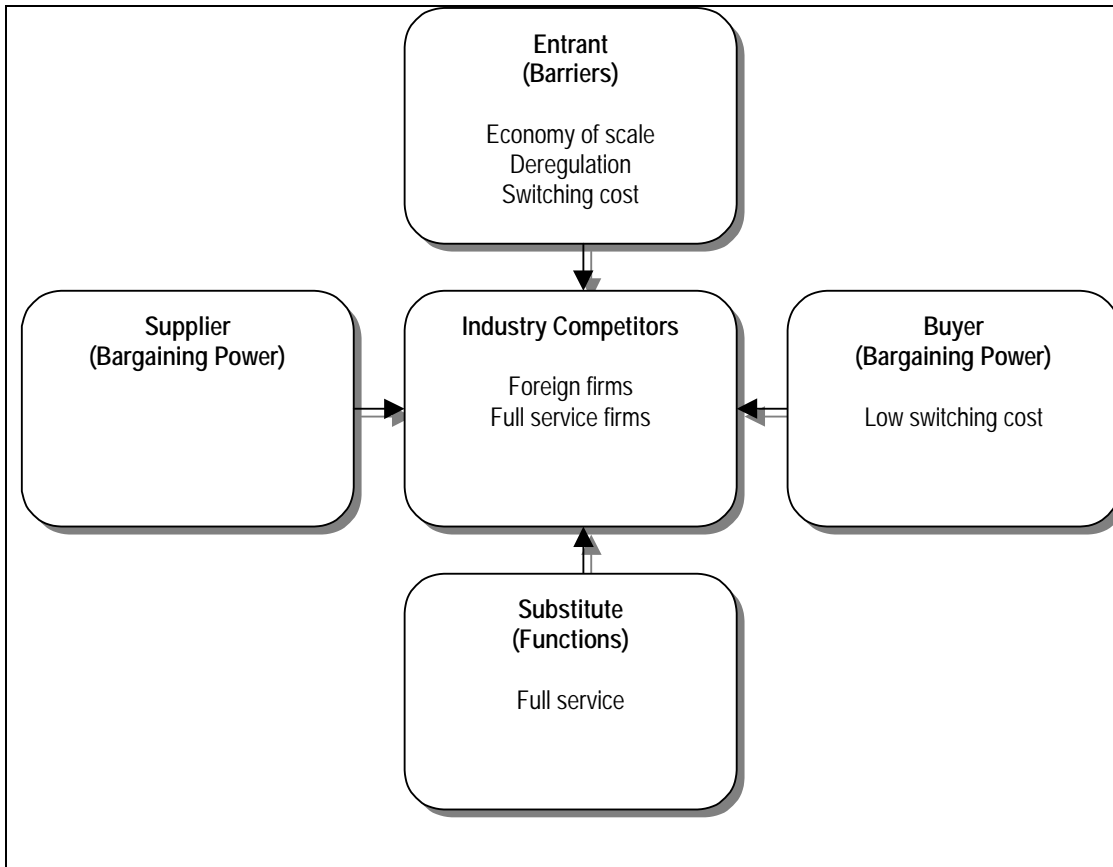 Entrant
(Barriers)
Economy of scale
Deregulation
Switching cost
Supplier
(Bargaining Power)
Industry Competitors
Foreign firms
Full service firms
Buyer
(Bargaining Power)
Low switching cost
Substitute
(Functions)
Full service